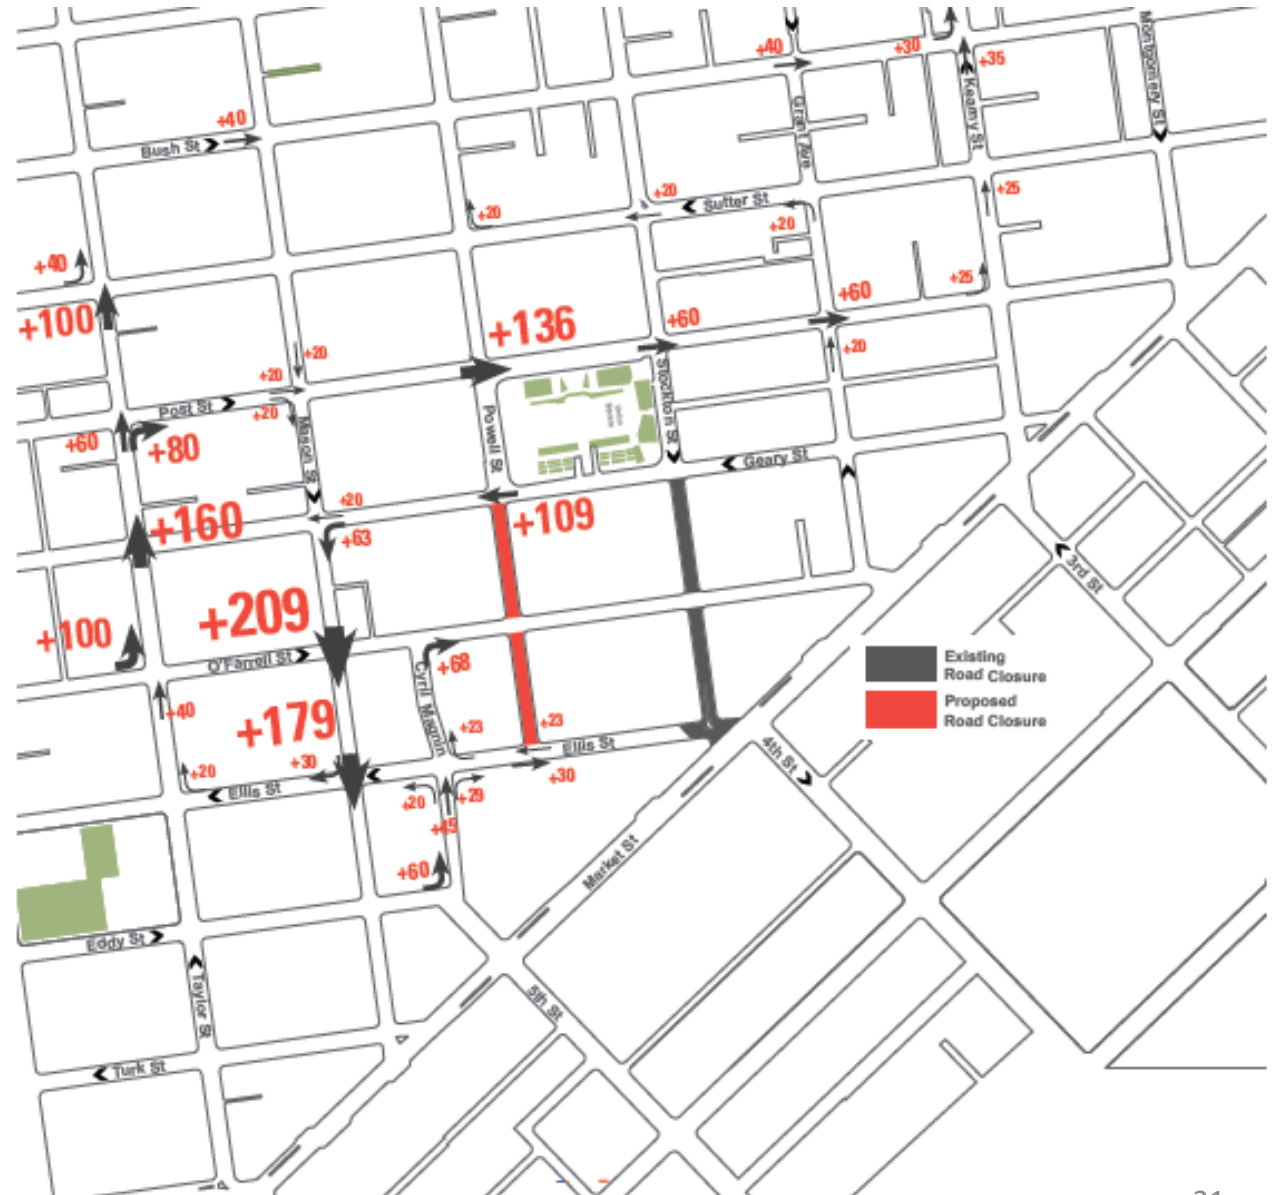 Montgomery St
+40
+30
+35
Kearny St
Grant Ave
+40
Bush St
+20
Sutter St
+25
+20
+20
+40
+25
+100
+60
+136
+60
+20
+20
+20
Stockton St
Post St
+20
Powell St
+60
+80
Mason St
Geary St
+20
+109
+160
+63
3rd St
+209
+100
O'Farrell St
+68
Existing
Road Closure
Cyril Magnin
Proposed
Road Closure
+40
+179
+23
+23
Ellis St
4th St
+30
+20
+30
Ellis St
+20
+29
+45
Market St
+60
Eddy St
Taylor St
5th St
Turk St